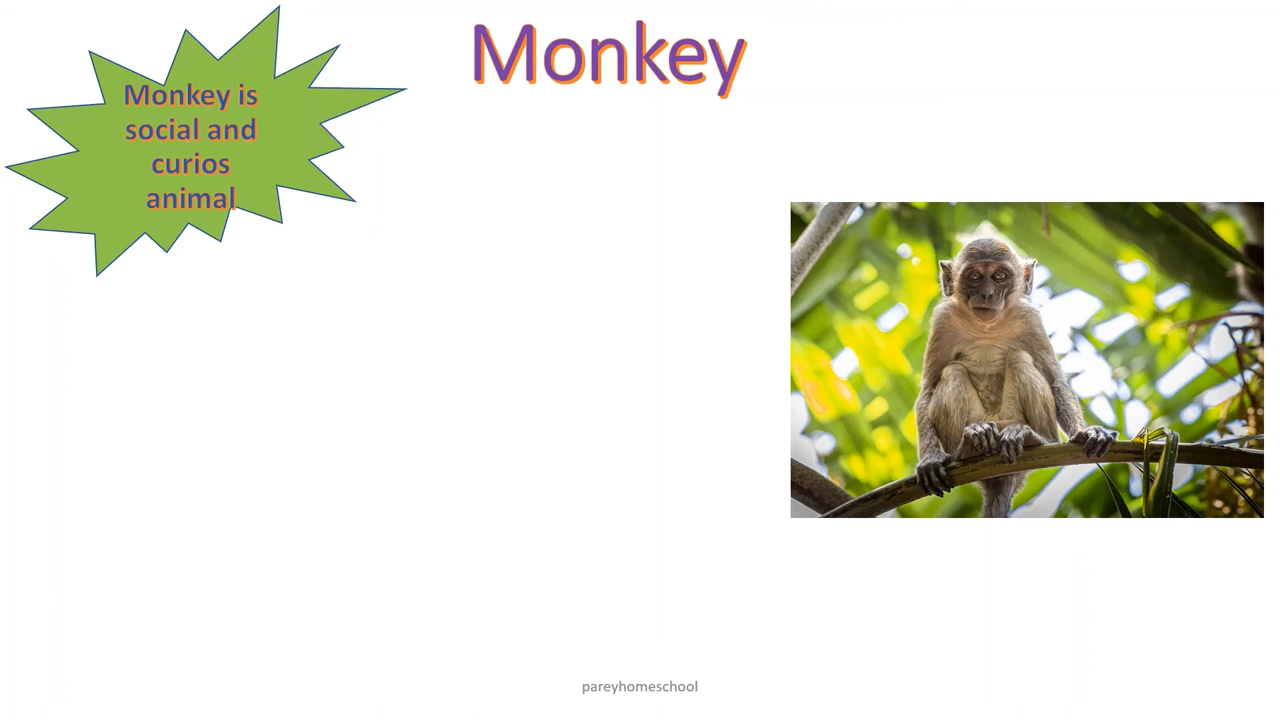 Monkey
Monkey is
social and
curios
animal
pareyhomeschool